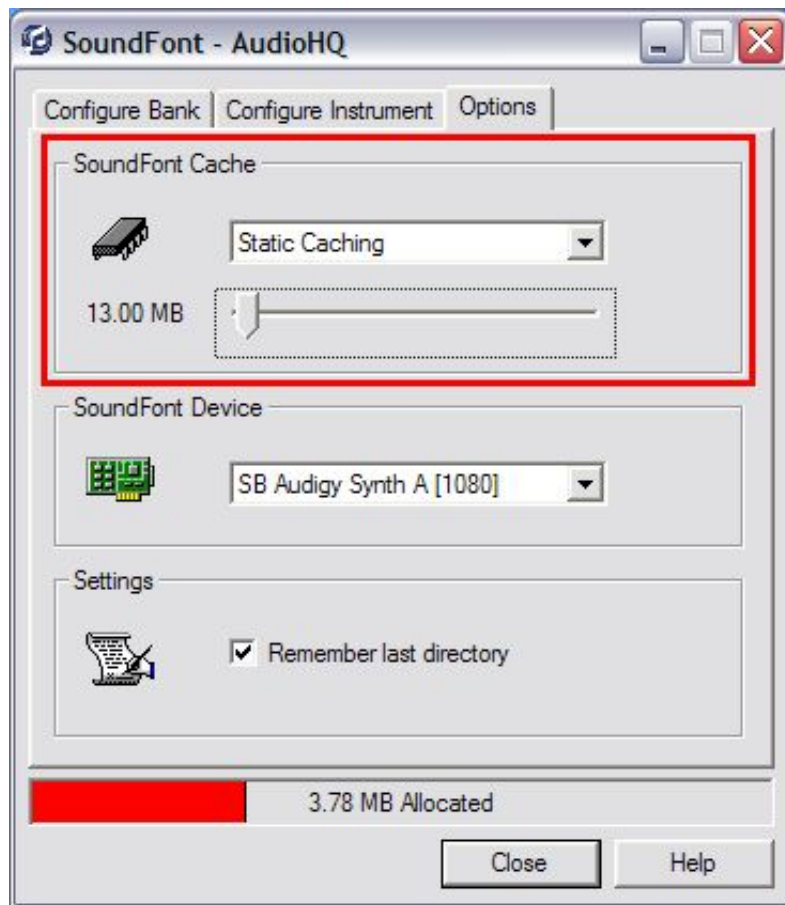 SoundFont - AudioHQ
Configure Bank Configure Instrument Options
SoundFont Cache
Static Caching
13.00 MB
SoundFont Device
SB Audigy Synth A [1080]
Settings
Remember last directory
3.78 MB Allocated
Close Help